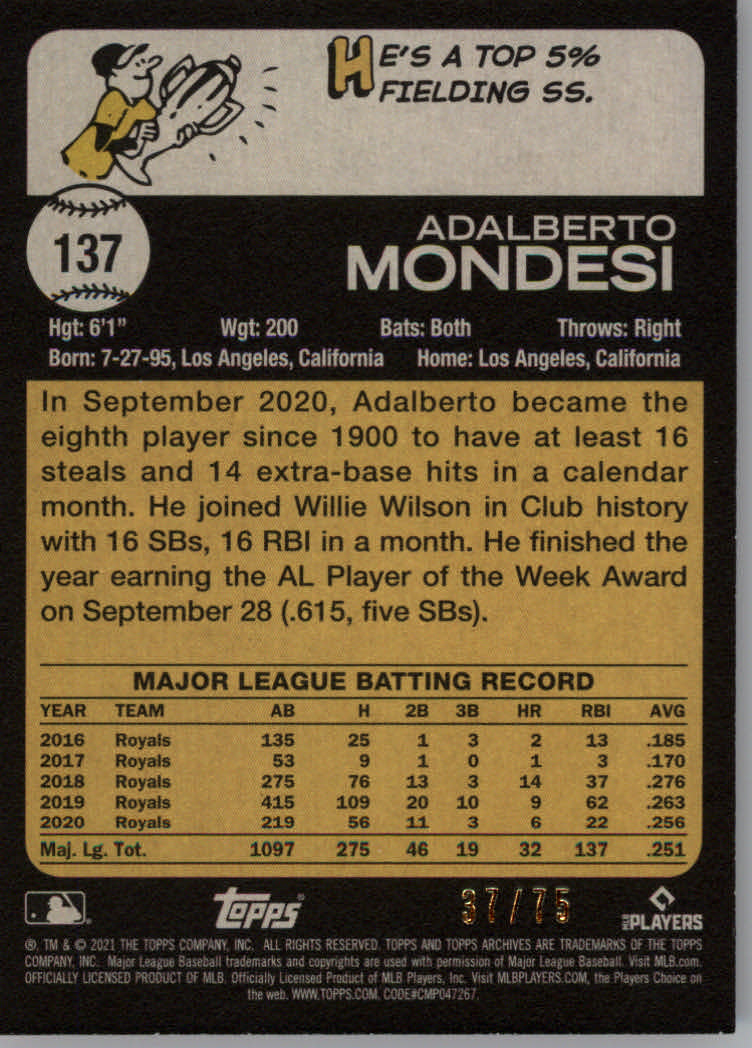 HE'S A TOP 5%
FIELDING SS.
137
ADALBERTO
MONDESI
Hgt: 6'1" Wgt: 200 Bats: Both Throws: Right
Born: 7-27-95, Los Angeles, California Home: Los Angeles, California
In September 2020, Adalberto became the
eighth player since 1900 to have at least 16
steals and 14 extra-base hits in a calendar
month. He joined Willie Wilson in Club history
with 16 SBs, 16 RBI in a month. He finished the
year earning the AL Player of the Week Award
on September 28 (.615, five SBs).
MAJOR LEAGUE BATTING RECORD
YEAR TEAM AB H 2B 3B HR RBI AVG
2016 Royals 135 25 1 3 2 13 .185
2017 Royals 53 9 1 0 1 3 .170
2018 Royals 275 76 13 3 14 37 .276
2019 Royals 415 109 20 10 9 62 .263
2020 Royals 219 56 11 3 6 22 .256
Maj. Lg. Tot. 1097 275 46 19 32 137 .251
TOPPS® 37/75 MLB PLAYERS
®, TM & © 2021 THE TOPPS COMPANY, INC. ALL RIGHTS RESERVED. TOPPS AND TOPPS ARCHIVES ARE TRADEMARKS OF THE TOPPS
COMPANY, INC. Major League Baseball trademarks and copyrights are used with permission of Major League Baseball. Visit MLB.com.
OFFICIALLY LICENSED PRODUCT OF MLB. Officially Licensed Product of MLB Players, Inc. Visit MLBPLAYERS.COM, the Players Choice on
the web. WWW.TOPPS.COM. CODE#CMP047267.